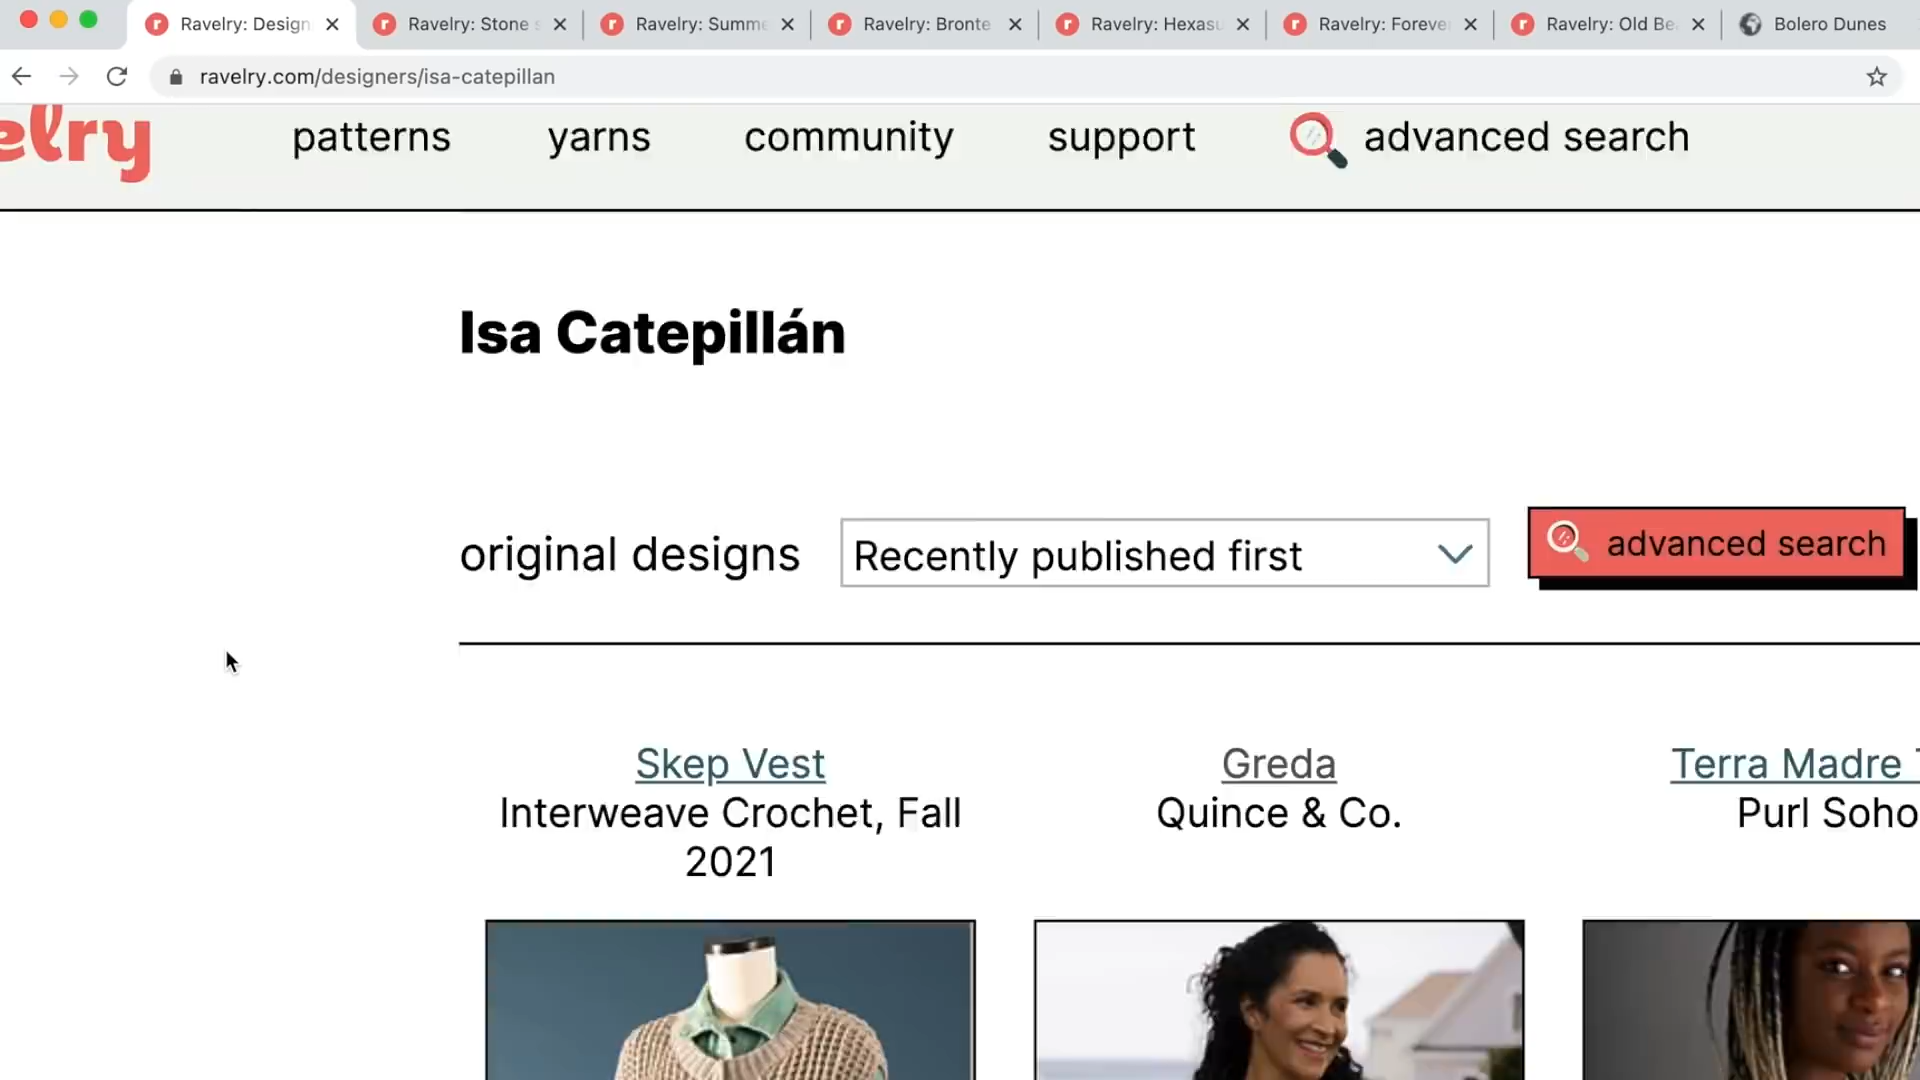 Ravelry: Design
Ravelry: Stone s
Ravelry: Summe
Ravelry: Bronte
Ravelry: Hexasu
Ravelry: Foreve
Ravelry: Old Be
Bolero Dunes
ravelry.com/designers/isa-catepillan
elry
patterns
yarns
community
support
advanced search
Isa Catepillán
original designs
Recently published first
advanced search
Skep Vest
Interweave Crochet, Fall
2021
Greda
Quince & Co.
Terra Madre T
Purl Soho